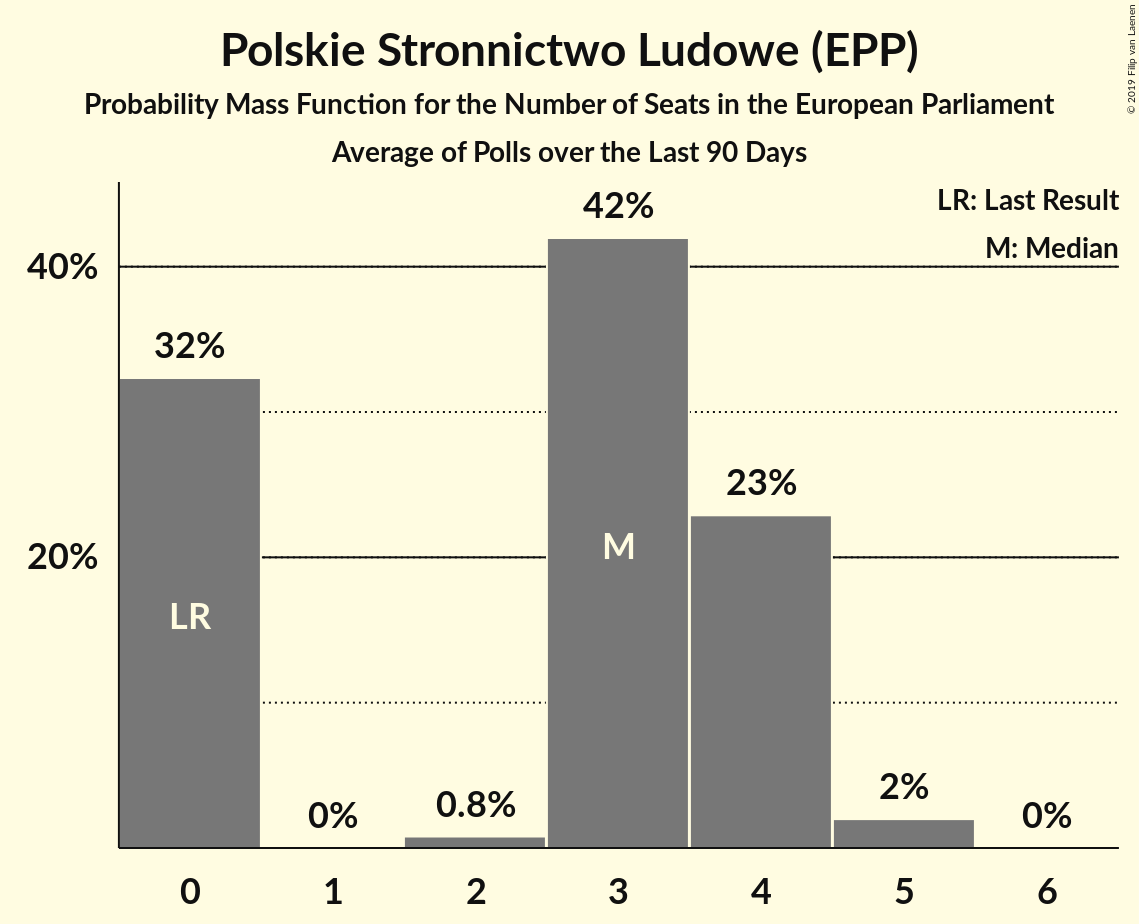 Polskie Stronnictwo Ludowe (EPP)
Probability Mass Function for the Number of Seats in the European Parliament
Average of Polls over the Last 90 Days
© 2019 Filip van Laenen
LR: Last Result
M: Median
40%
20%
32%
0%
0.8%
42%
23%
2%
0%
LR
M
0 1 2 3 4 5 6